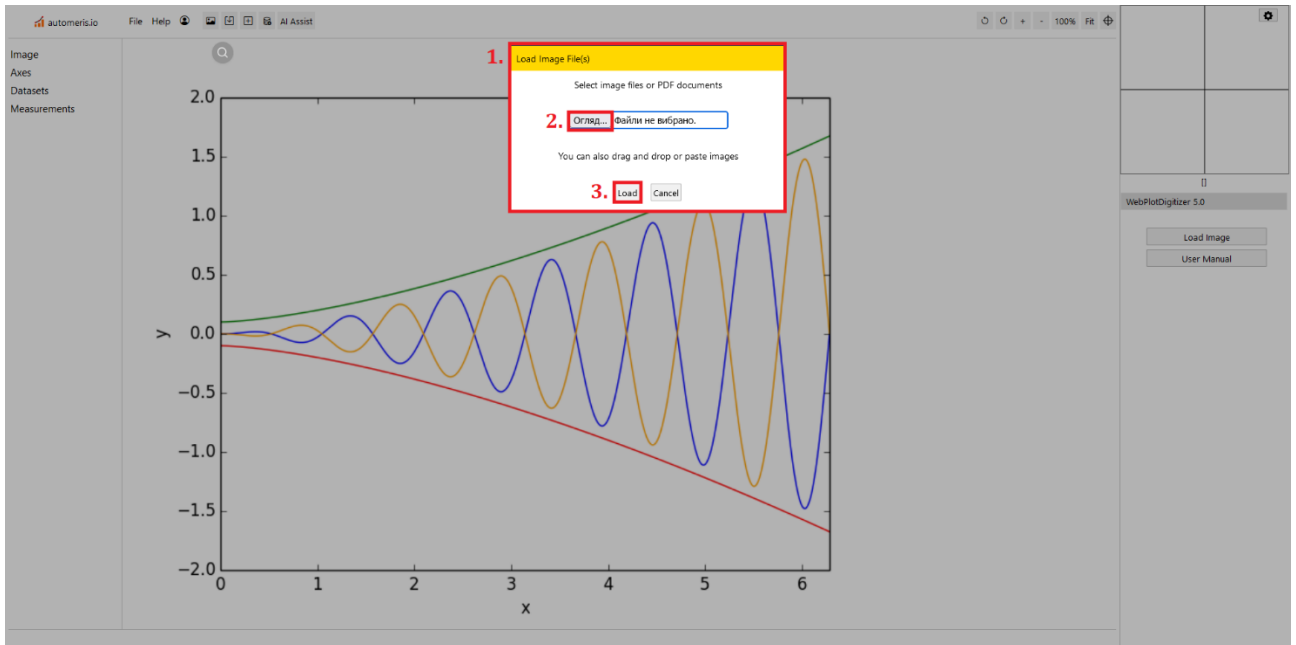 automeris.io File Help AI Assist + - 100% Fit
Image
Axes
Datasets
Measurements
1. Load Image File(s)
Select image files or PDF documents
2. Огляд... Файли не вибрано.
You can also drag and drop or paste images
3. Load Cancel
2.0
1.5
1.0
0.5
0.0
−0.5
−1.0
−1.5
−2.0
y
0 1 2 3 4 5 6
x
[]
WebPlotDigitizer 5.0
Load Image
User Manual